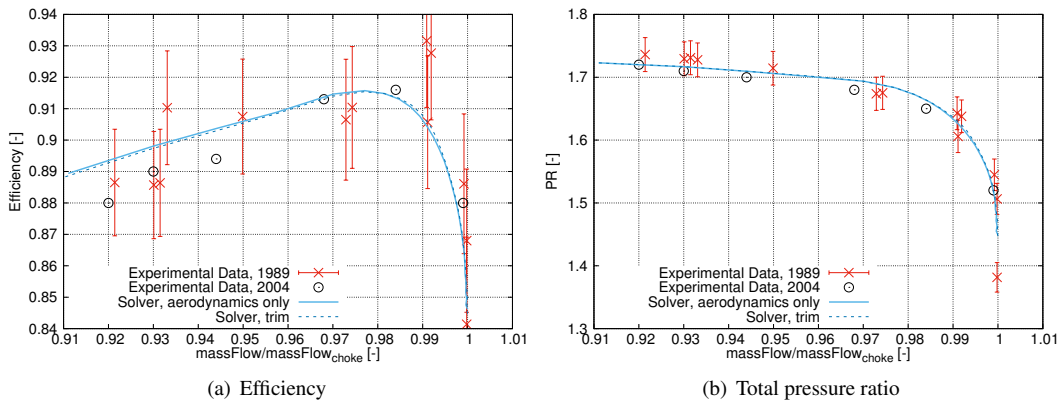 0.94
0.93
0.92
0.91
0.9
0.89
0.88
0.87
0.86
0.85
0.84
Efficiency [-]
Experimental Data, 1989
Experimental Data, 2004
Solver, aerodynamics only
Solver, trim
0.91 0.92 0.93 0.94 0.95 0.96 0.97 0.98 0.99 1.00 1.01
massFlow/massFlow_choke [-]
(a) Efficiency
1.8
1.7
1.6
1.5
1.4
1.3
PR [-]
Experimental Data, 1989
Experimental Data, 2004
Solver, aerodynamics only
Solver, trim
0.91 0.92 0.93 0.94 0.95 0.96 0.97 0.98 0.99 1.00 1.01
massFlow/massFlow_choke [-]
(b) Total pressure ratio